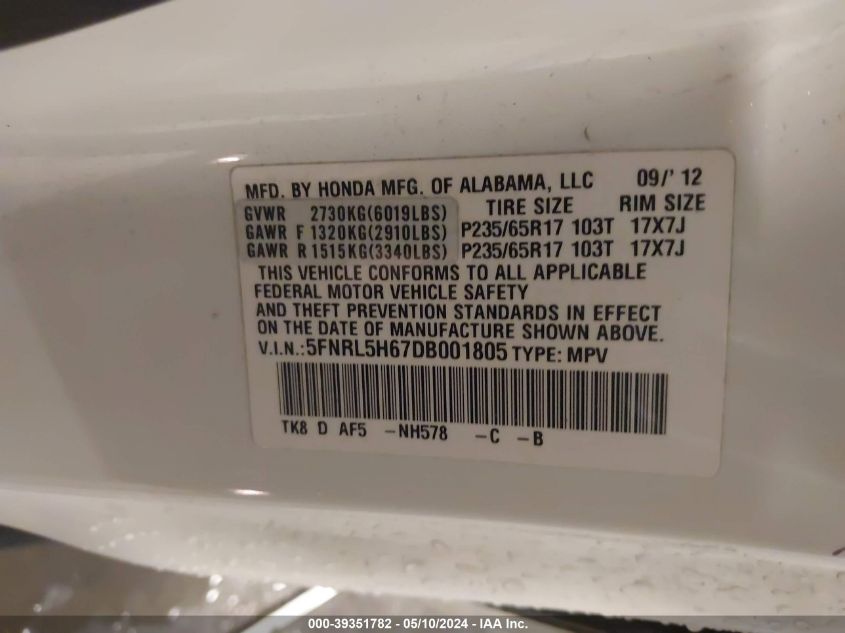 MFD. BY HONDA MFG. OF ALABAMA, LLC 09/' 12
GVWR 2730KG(6019LBS) TIRE SIZE RIM SIZE
GAWR F 1320KG(2910LBS) P235/65R17 103T 17X7J
GAWR R 1515KG(3340LBS) P235/65R17 103T 17X7J
THIS VEHICLE CONFORMS TO ALL APPLICABLE
FEDERAL MOTOR VEHICLE SAFETY
AND THEFT PREVENTION STANDARDS IN EFFECT
ON THE DATE OF MANUFACTURE SHOWN ABOVE.
V.I.N.:5FNRL5H67DB001805 TYPE: MPV
TK8 D AF5 -NH578 -C -B
000-39351782 - 05/10/2024 - IAA Inc.